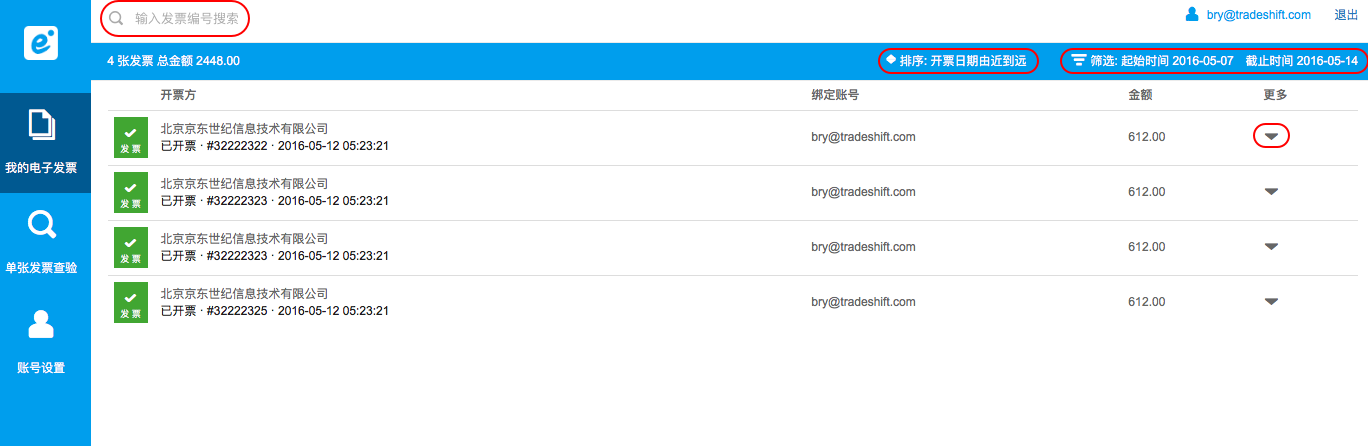 输入发票编号搜索
bry@tradeshift.com 退出
4 张发票 总金额 2448.00 排序: 开票日期由近到远 筛选: 起始时间 2016-05-07 截止时间 2016-05-14
开票方 绑定账号 金额 更多
发票 北京京东世纪信息技术有限公司 bry@tradeshift.com 612.00
已开票 · #32222322 · 2016-05-12 05:23:21
发票 北京京东世纪信息技术有限公司 bry@tradeshift.com 612.00
已开票 · #32222323 · 2016-05-12 05:23:21
发票 北京京东世纪信息技术有限公司 bry@tradeshift.com 612.00
已开票 · #32222323 · 2016-05-12 05:23:21
发票 北京京东世纪信息技术有限公司 bry@tradeshift.com 612.00
已开票 · #32222325 · 2016-05-12 05:23:21
e
我的电子发票
单张发票查验
账号设置